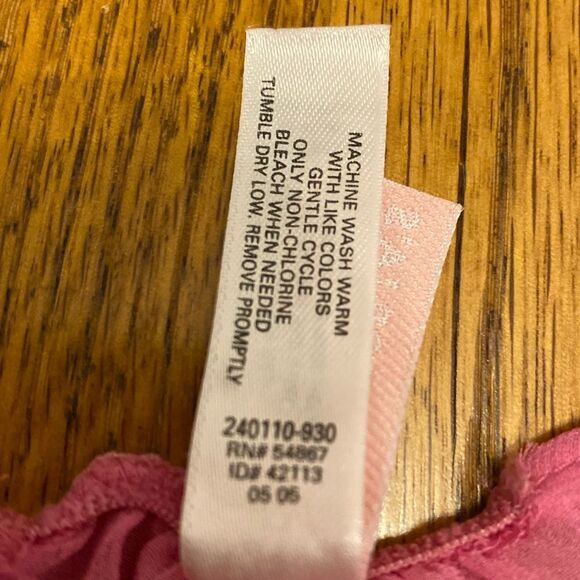 MACHINE WASH WARM
WITH LIKE COLORS
GENTLE CYCLE
ONLY NON-CHLORINE
BLEACH WHEN NEEDED
TUMBLE DRY LOW. REMOVE PROMPTLY
240110-930
RN# 54867
ID# 42113
05 05